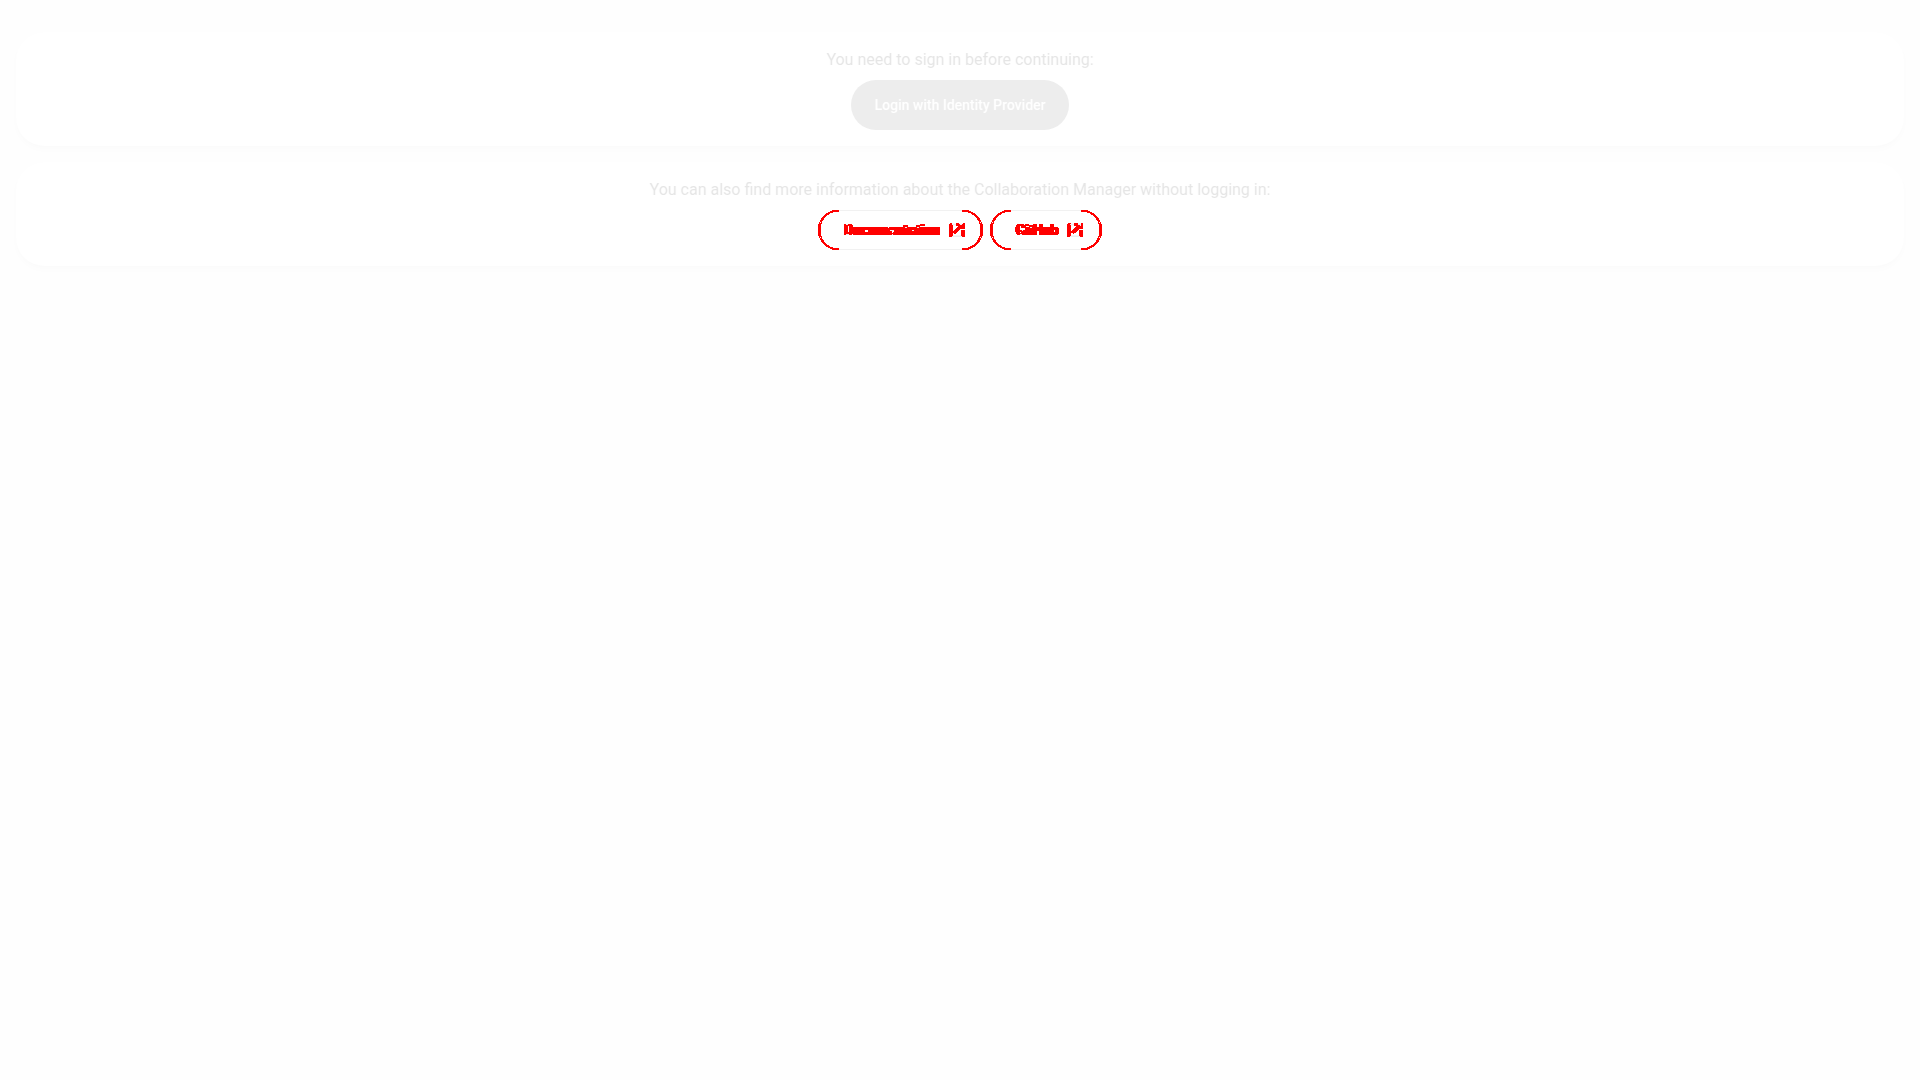 You need to sign in before continuing:
Login with Identity Provider
You can also find more information about the Collaboration Manager without logging in:
Documentation GitHub